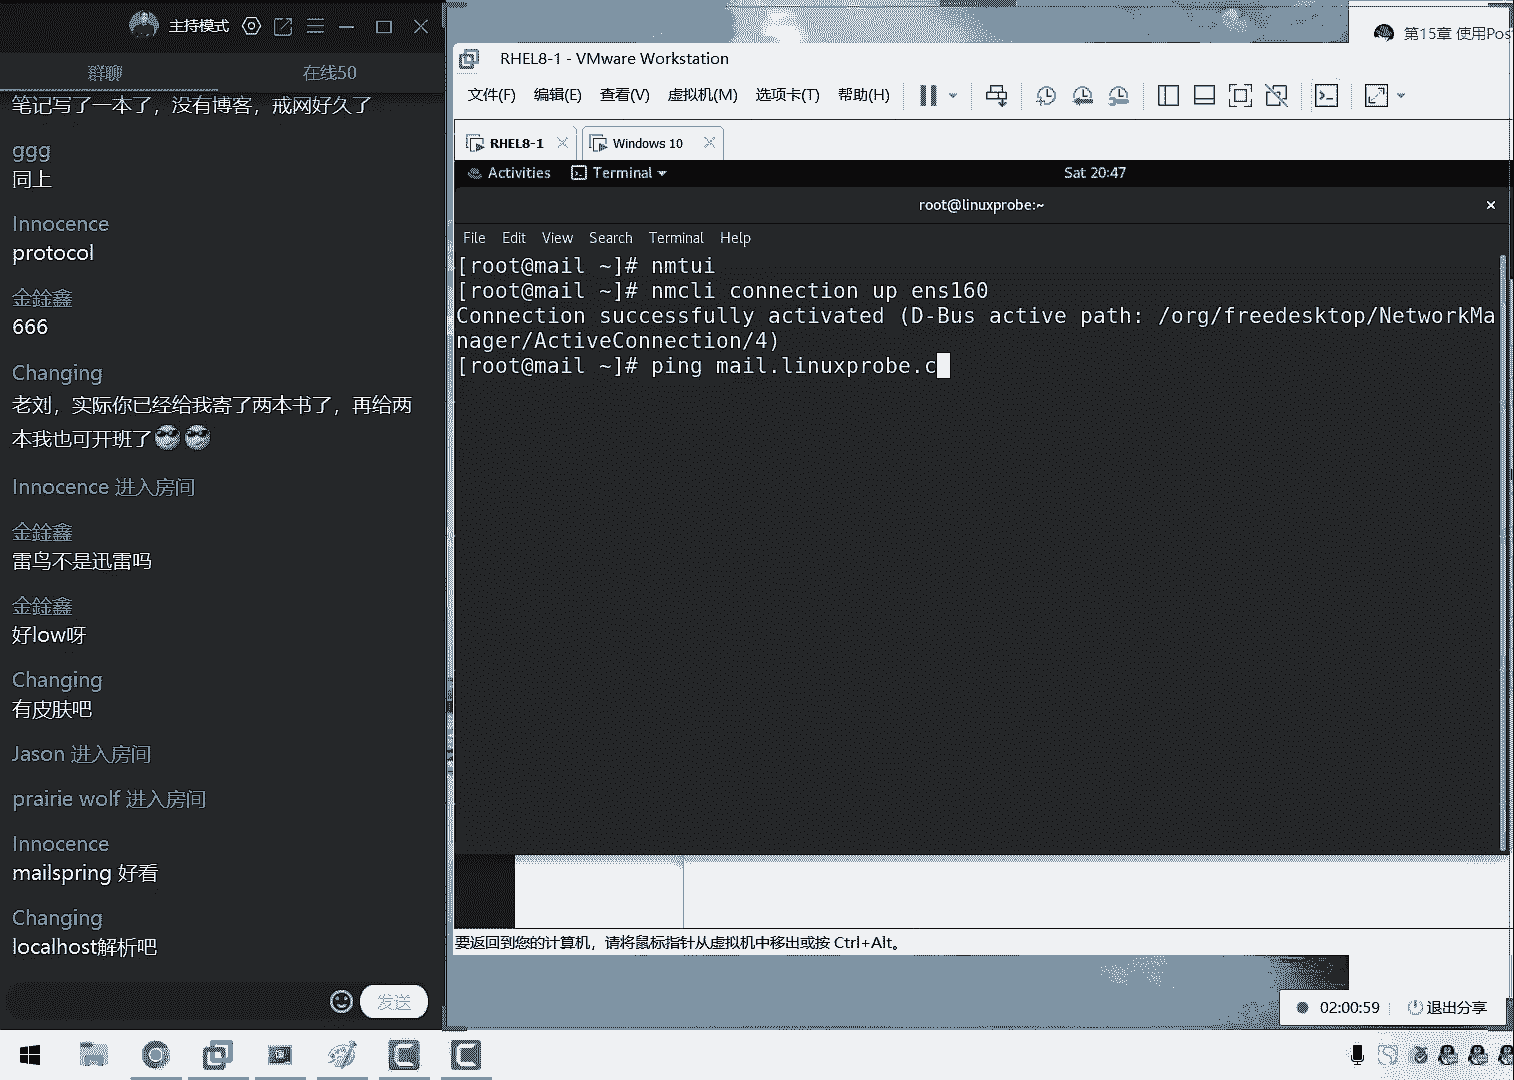 主持模式
群聊
在线50
笔记写了一本了，没有博客，戒网好久了
ggg
同上
Innocence
protocol
金鍂鑫
666
Changing
老刘，实际你已经给我寄了两本书了，再给两
本我也可开班了
Innocence 进入房间
金鍂鑫
雷鸟不是迅雷吗
金鍂鑫
好low呀
Changing
有皮肤吧
Jason 进入房间
prairie wolf 进入房间
Innocence
mailspring 好看
Changing
localhost解析吧
发送
第15章 使用Pos
RHEL8-1 - VMware Workstation
文件(F) 编辑(E) 查看(V) 虚拟机(M) 选项卡(T) 帮助(H)
RHEL8-1
Windows 10
Activities Terminal Sat 20:47
root@linuxprobe:~
File Edit View Search Terminal Help
[root@mail ~]# nmtui
[root@mail ~]# nmcli connection up ens160
Connection successfully activated (D-Bus active path: /org/freedesktop/NetworkMa
nager/ActiveConnection/4)
[root@mail ~]# ping mail.linuxprobe.c
要返回到您的计算机，请将鼠标指针从虚拟机中移出或按 Ctrl+Alt。
02:00:59 退出分享